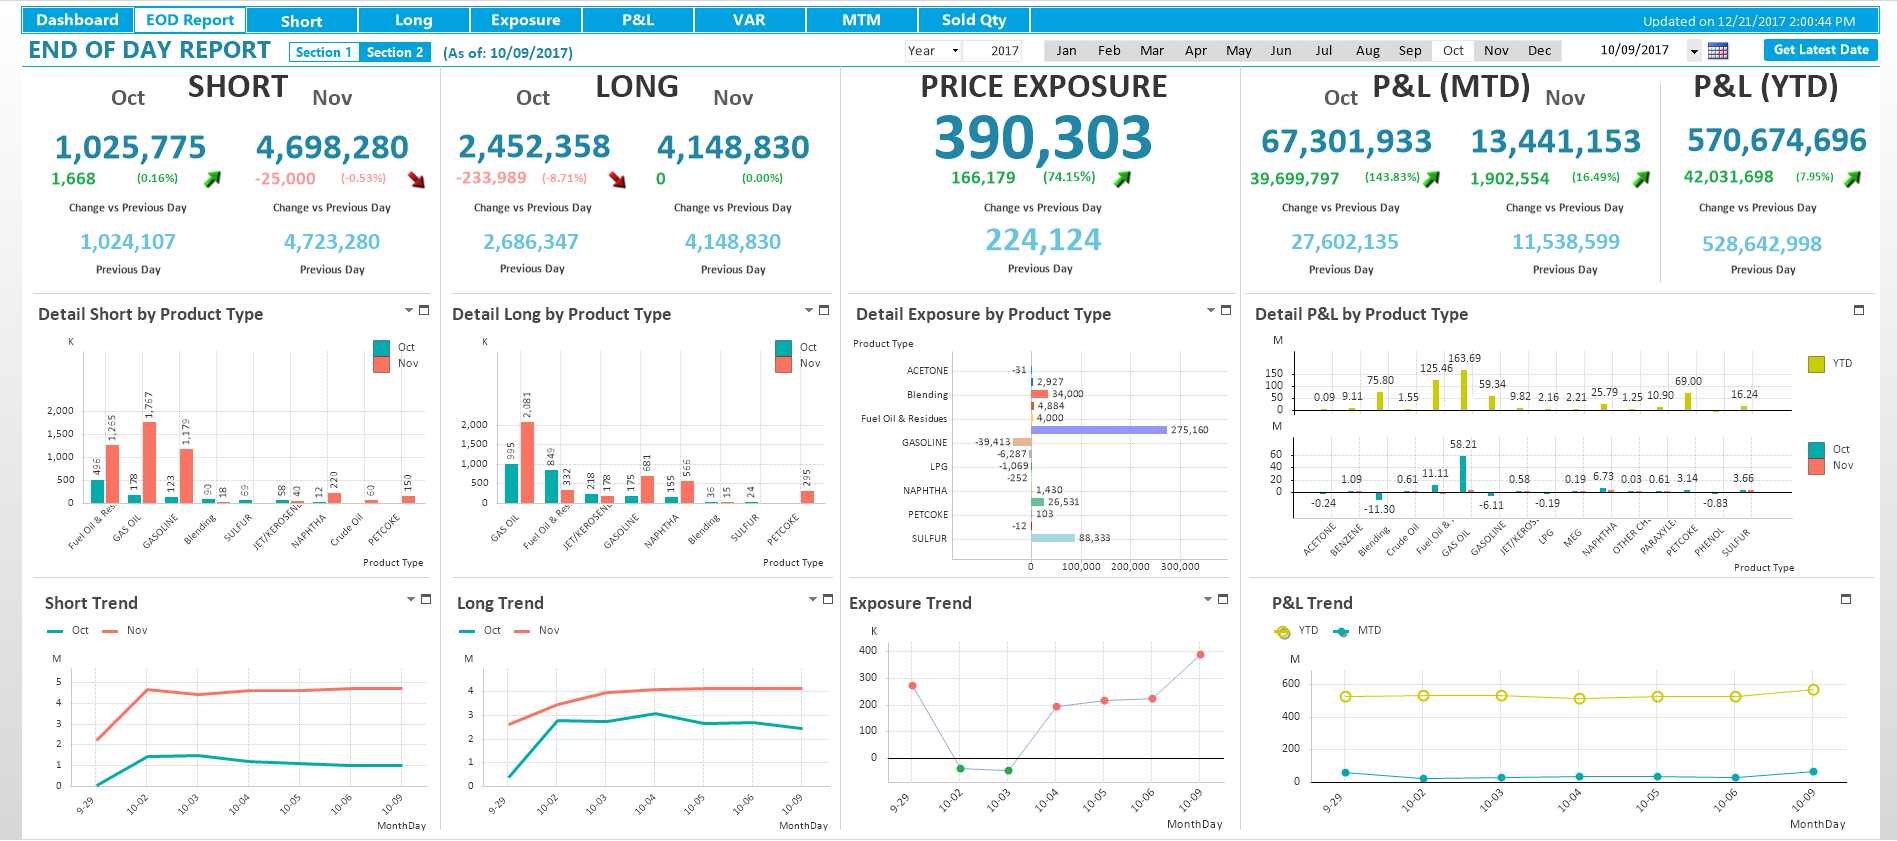 Dashboard EOD Report Short Long Exposure P&L VAR MTM Sold Qty Updated on 12/21/2017 2:00:44 PM
END OF DAY REPORT Section 1 Section 2 (As of: 10/09/2017) Year 2017 Jan Feb Mar Apr May Jun Jul Aug Sep Oct Nov Dec 10/09/2017 Get Latest Date
SHORT
Oct Nov
1,025,775 4,698,280
1,668 (0.16%) -25,000 (-0.53%)
Change vs Previous Day Change vs Previous Day
1,024,107 4,723,280
Previous Day Previous Day
LONG
Oct Nov
2,452,358 4,148,830
-233,989 (-8.71%) 0 (0.00%)
Change vs Previous Day Change vs Previous Day
2,686,347 4,148,830
Previous Day Previous Day
PRICE EXPOSURE
390,303
166,179 (74.15%)
Change vs Previous Day
224,124
Previous Day
P&L (MTD)
Oct Nov
67,301,933 13,441,153
39,699,797 (143.83%) 1,902,554 (16.49%)
Change vs Previous Day Change vs Previous Day
27,602,135 11,538,599
Previous Day Previous Day
P&L (YTD)
570,674,696
42,031,698 (7.95%)
Change vs Previous Day
528,642,998
Previous Day
Detail Short by Product Type
K
Oct
Nov
2,000
1,500
1,000
500
0
496 1,265 178 1,767 123 1,179 90 18 69 58 40 12 220 60 150
Fuel Oil & Res. GAS OIL GASOLINE Blending SULFUR JET/KEROSENE NAPHTHA Crude Oil PETCOKE
Product Type
Detail Long by Product Type
K
Oct
Nov
2,000
1,500
1,000
500
0
995 2,081 849 332 218 178 175 681 155 566 36 15 24 295
GAS OIL Fuel Oil & Res. JET/KEROSENE GASOLINE NAPHTHA Blending SULFUR PETCOKE
Product Type
Detail Exposure by Product Type
Product Type
ACETONE -31
2,927
Blending 34,000
4,884
Fuel Oil & Residues 4,000
275,160
GASOLINE -39,413
-6,287
LPG -1,069
-252
NAPHTHA 1,430
26,531
PETCOKE 103
-12
SULFUR 88,333
0 100,000 200,000 300,000
Detail P&L by Product Type
M
YTD
150
100
50
0
0.09 9.11 75.80 1.55 125.46 163.69 59.34 9.82 2.16 2.21 25.79 1.25 10.90 69.00 16.24
M
Oct
Nov
60
40
20
0
-0.24 1.09 -11.30 0.61 11.11 58.21 -6.11 0.58 -0.19 0.19 6.73 0.03 0.61 3.14 -0.83 3.66
ACETONE BENZENE Blending Crude Oil Fuel Oil & GAS OIL GASOLINE JET/KEROS LPG MEG NAPHTHA OTHER CH PARAXYLE PETCOKE PHENOL SULFUR
Product Type
Short Trend
Oct Nov
M
5
4
3
2
1
0
9-29 10-02 10-03 10-04 10-05 10-06 10-09
MonthDay
Long Trend
Oct Nov
M
4
3
2
1
0
9-29 10-02 10-03 10-04 10-05 10-06 10-09
MonthDay
Exposure Trend
K
400
300
200
100
0
9-29 10-02 10-03 10-04 10-05 10-06 10-09
MonthDay
P&L Trend
YTD MTD
M
600
400
200
0
9-29 10-02 10-03 10-04 10-05 10-06 10-09
MonthDay